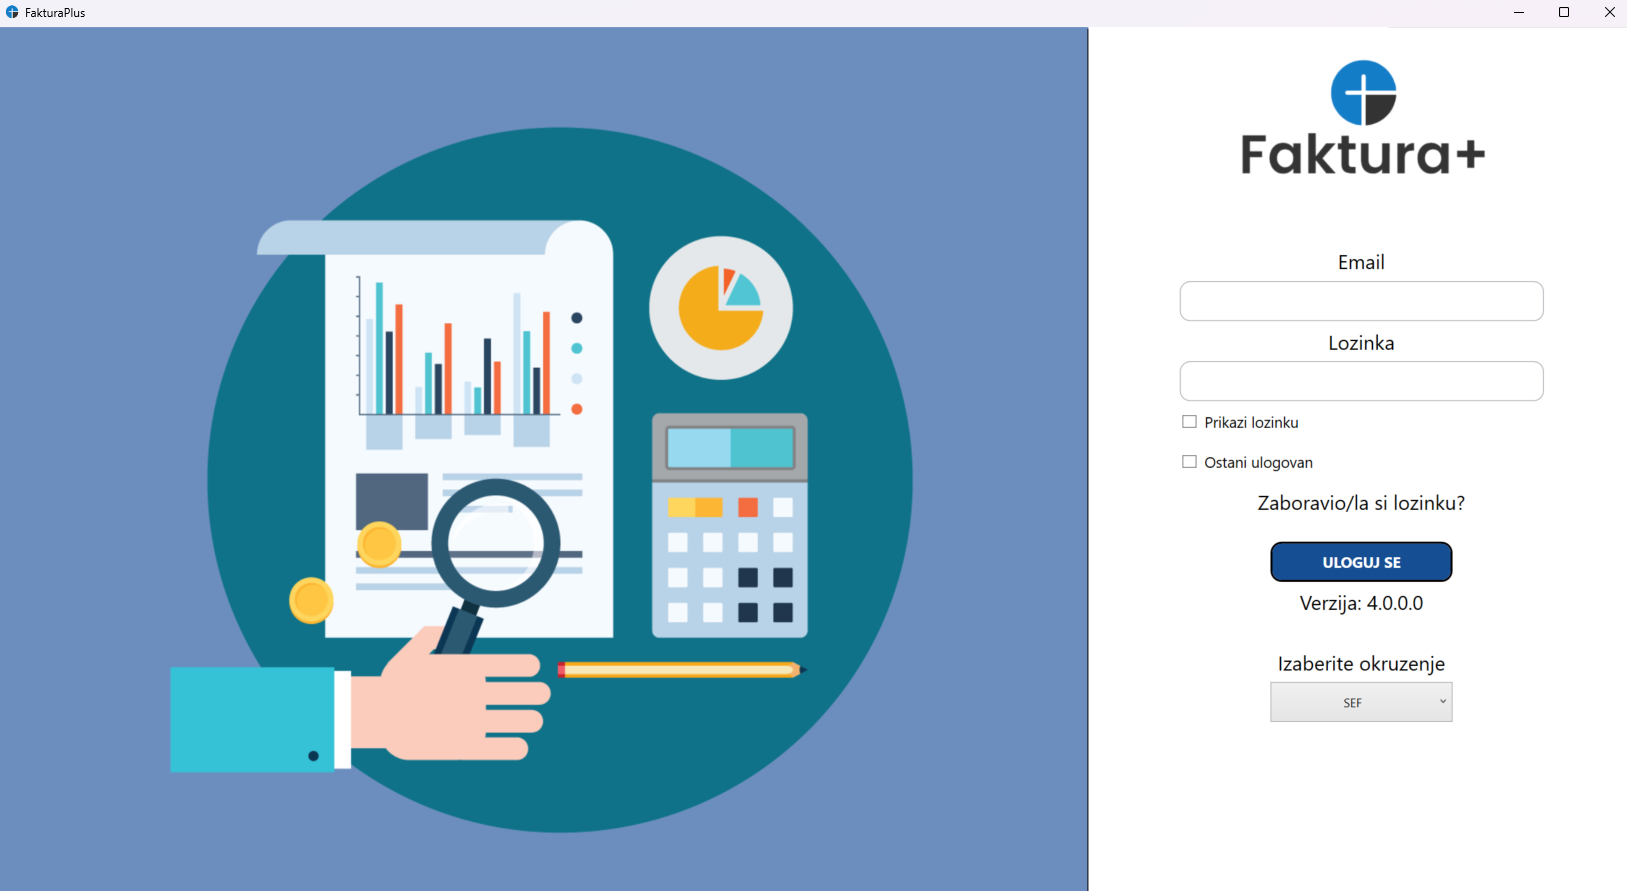 FakturaPlus
Faktura+
Email
Lozinka
Prikazi lozinku
Ostani ulogovan
Zaboravio/la si lozinku?
ULOGUJ SE
Verzija: 4.0.0.0
Izaberite okruzenje
SEF